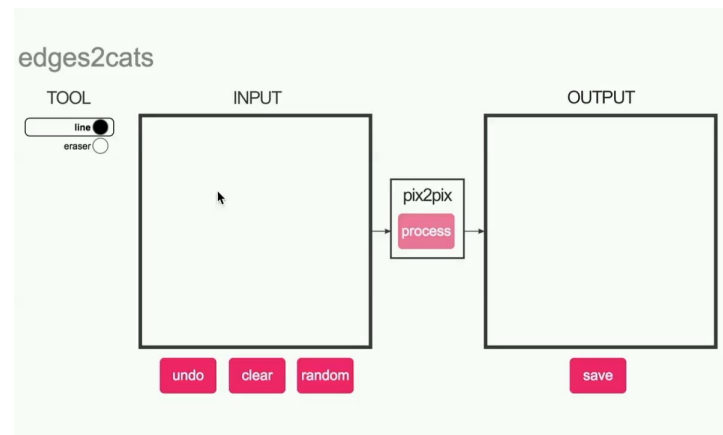 edges2cats
TOOL
INPUT
OUTPUT
line
eraser
pix2pix
process
undo
clear
random
save